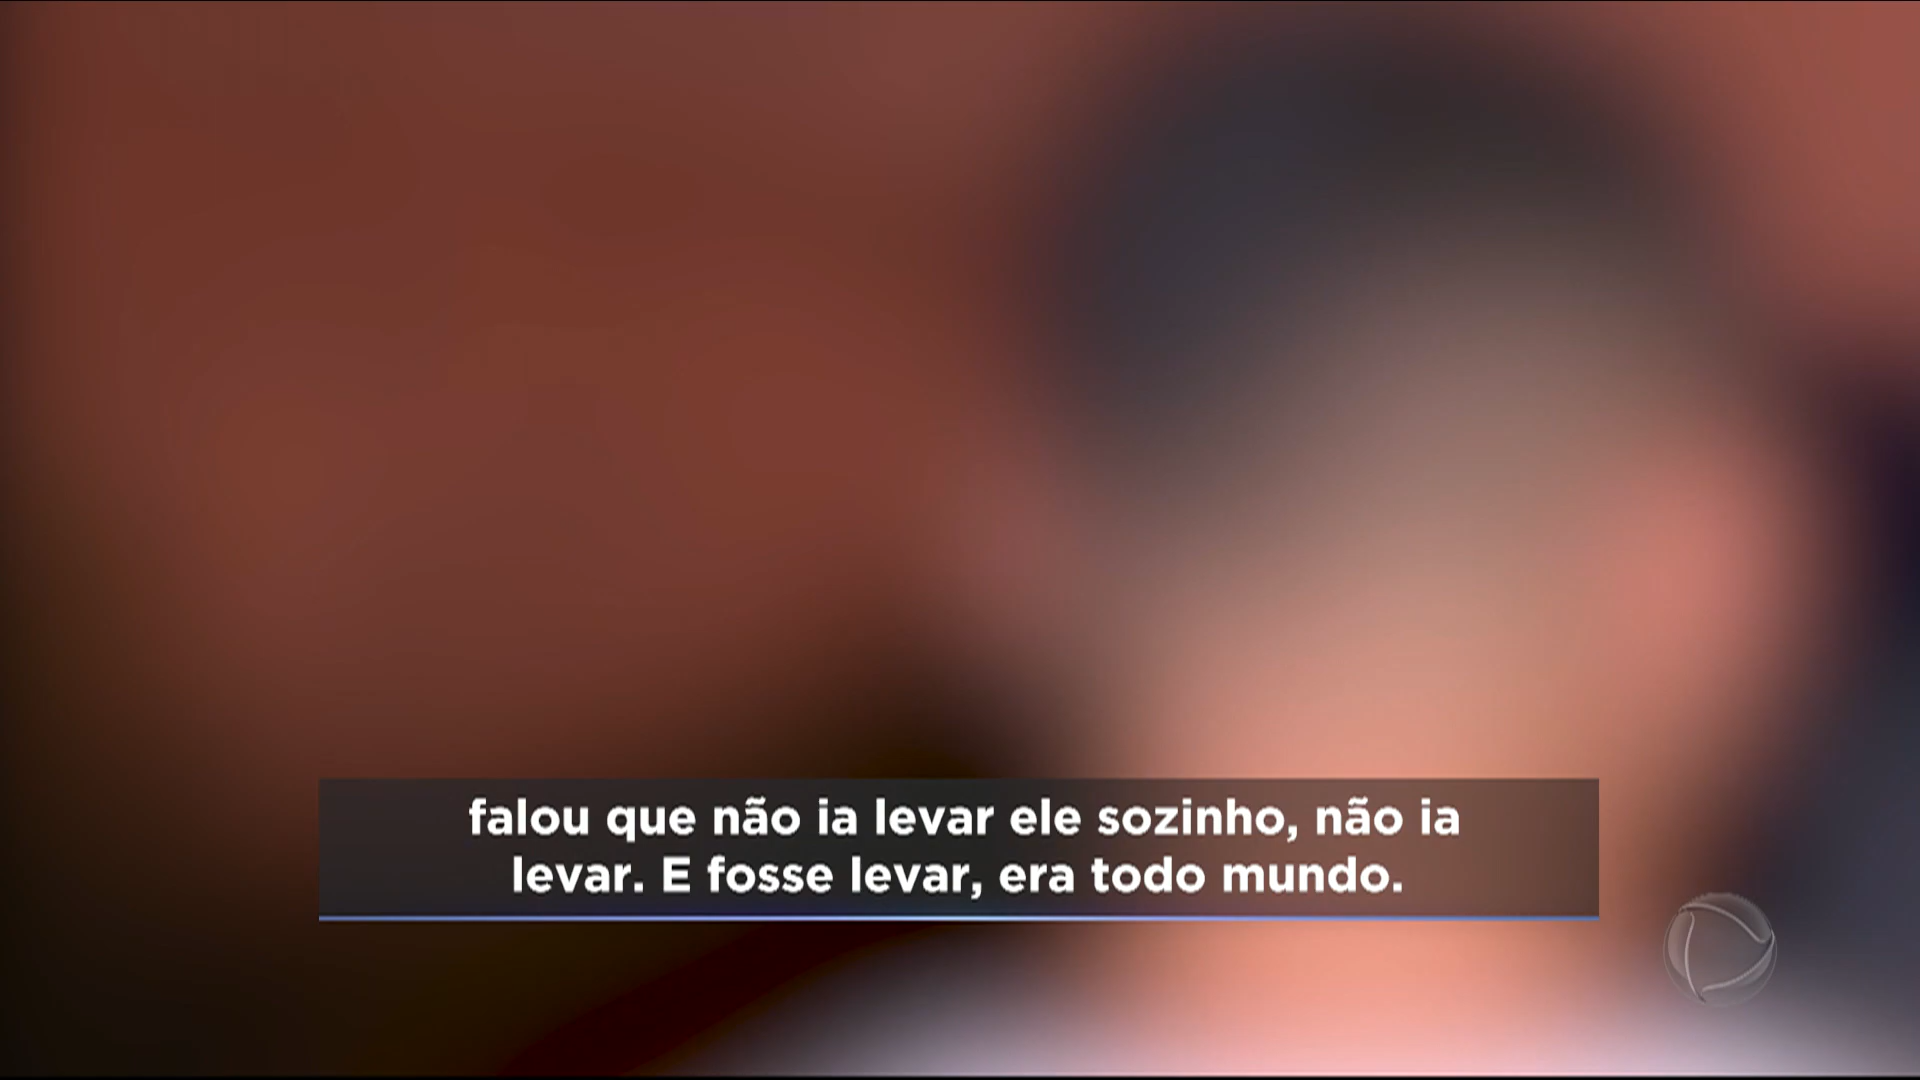 falou que não ia levar ele sozinho, não ia
levar. E fosse levar, era todo mundo.